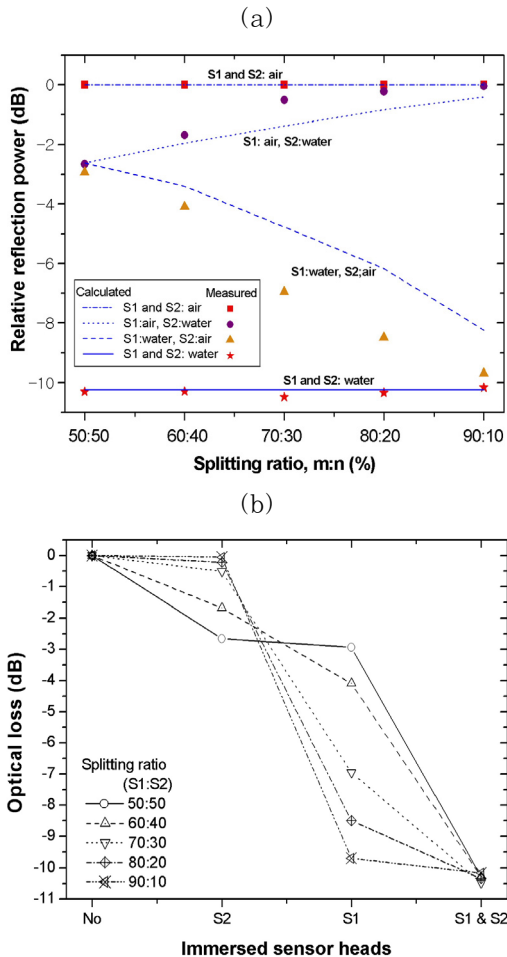 (a)
0
-2
-4
-6
-8
-10
Relative reflection power (dB)
S1 and S2: air
S1: air, S2:water
S1:water, S2;air
S1 and S2: water
Calculated Measured
S1 and S2: air
S1:air, S2:water
S1:water, S2:air
S1 and S2: water
50:50 60:40 70:30 80:20 90:10
Splitting ratio, m:n (%)
(b)
0
-1
-2
-3
-4
-5
-6
-7
-8
-9
-10
-11
Optical loss (dB)
Splitting ratio
(S1:S2)
50:50
60:40
70:30
80:20
90:10
No S2 S1 S1 & S2
Immersed sensor heads